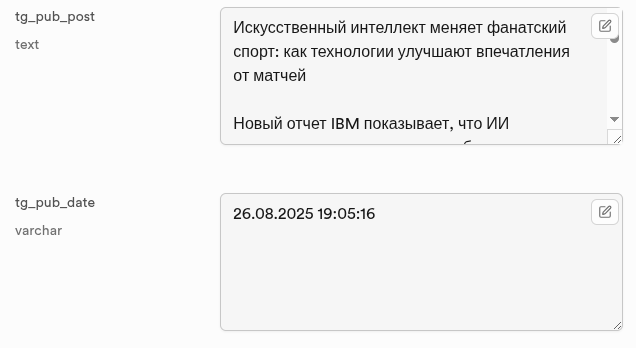 tg_pub_post
text
Искусственный интеллект меняет фанатский
спорт: как технологии улучшают впечатления
от матчей
Новый отчет IBM показывает, что ИИ
tg_pub_date
varchar
26.08.2025 19:05:16